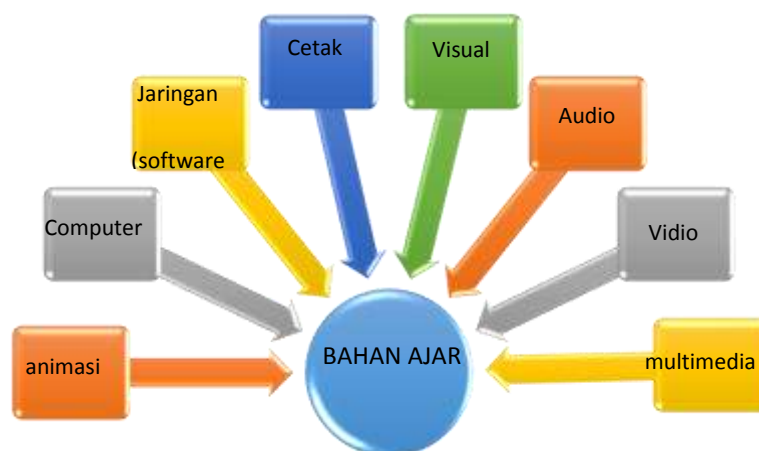 Cetak
Visual
Jaringan
(software
Audio
Computer
Vidio
BAHAN AJAR
animasi
multimedia